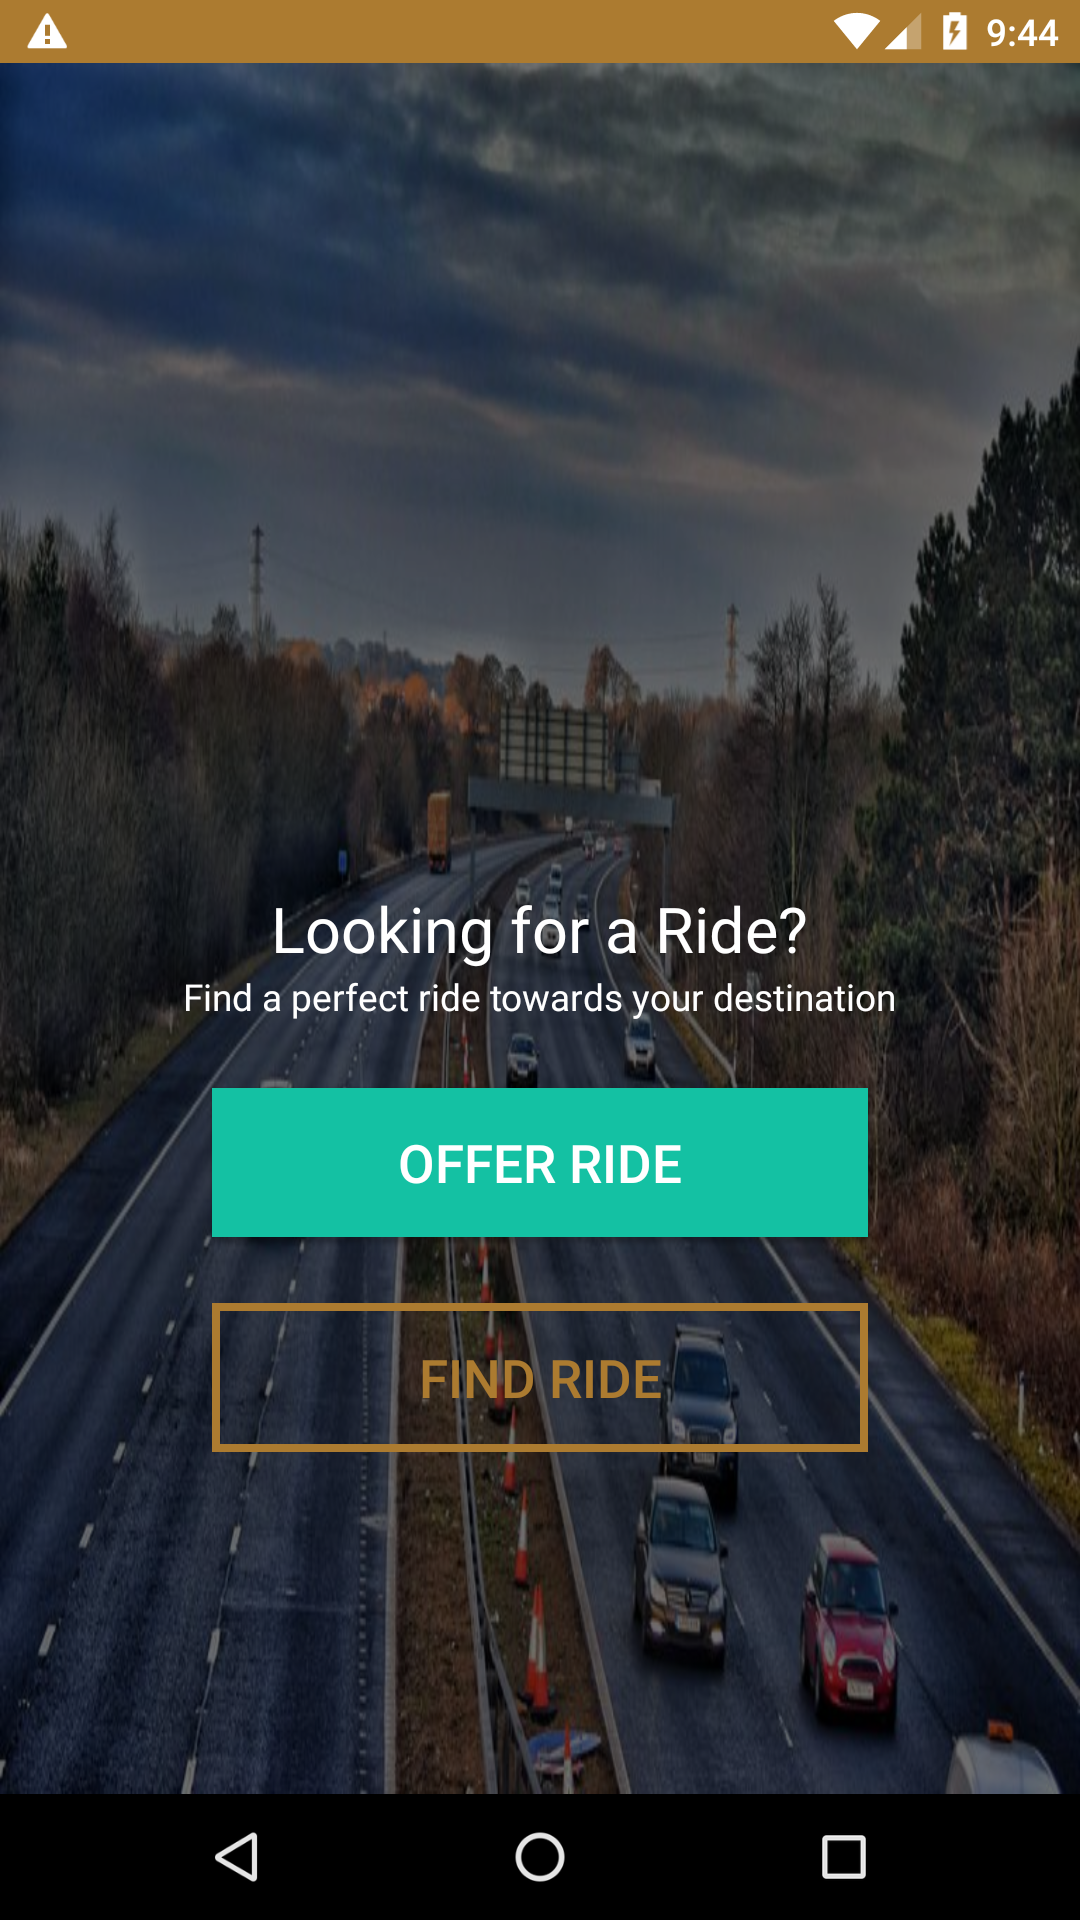 9:44
Looking for a Ride?
Find a perfect ride towards your destination
OFFER RIDE
FIND RIDE